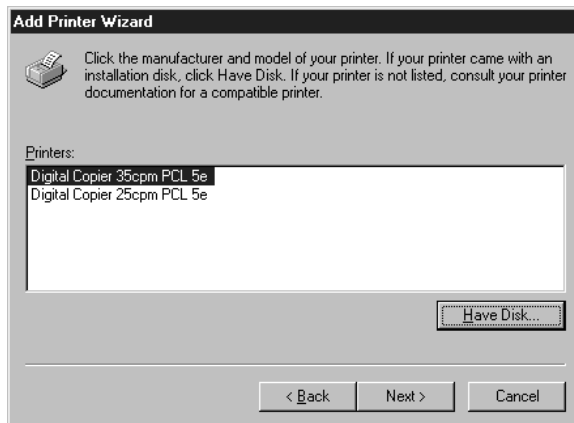 Add Printer Wizard
Click the manufacturer and model of your printer. If your printer came with an
installation disk, click Have Disk. If your printer is not listed, consult your printer
documentation for a compatible printer.
Printers:
Digital Copier 35cpm PCL 5e
Digital Copier 25cpm PCL 5e
Have Disk...
< Back
Next >
Cancel